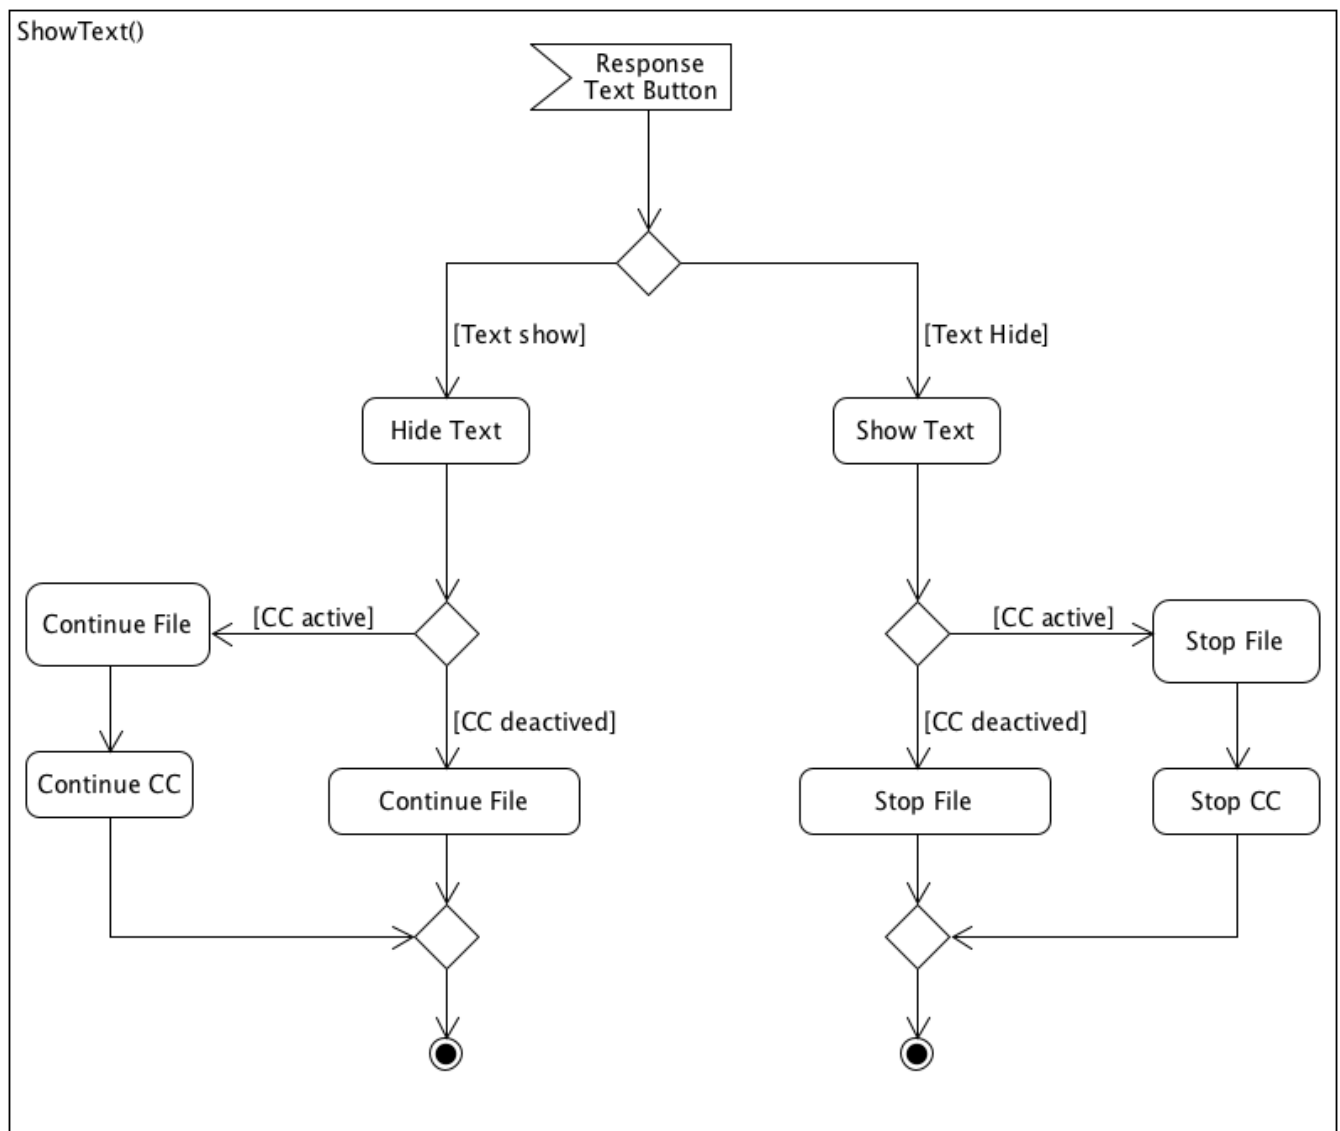 ShowText()
Response
Text Button
[Text show]
[Text Hide]
Hide Text
Show Text
Continue File
[CC active]
[CC active]
Stop File
[CC deactived]
[CC deactived]
Continue CC
Continue File
Stop File
Stop CC